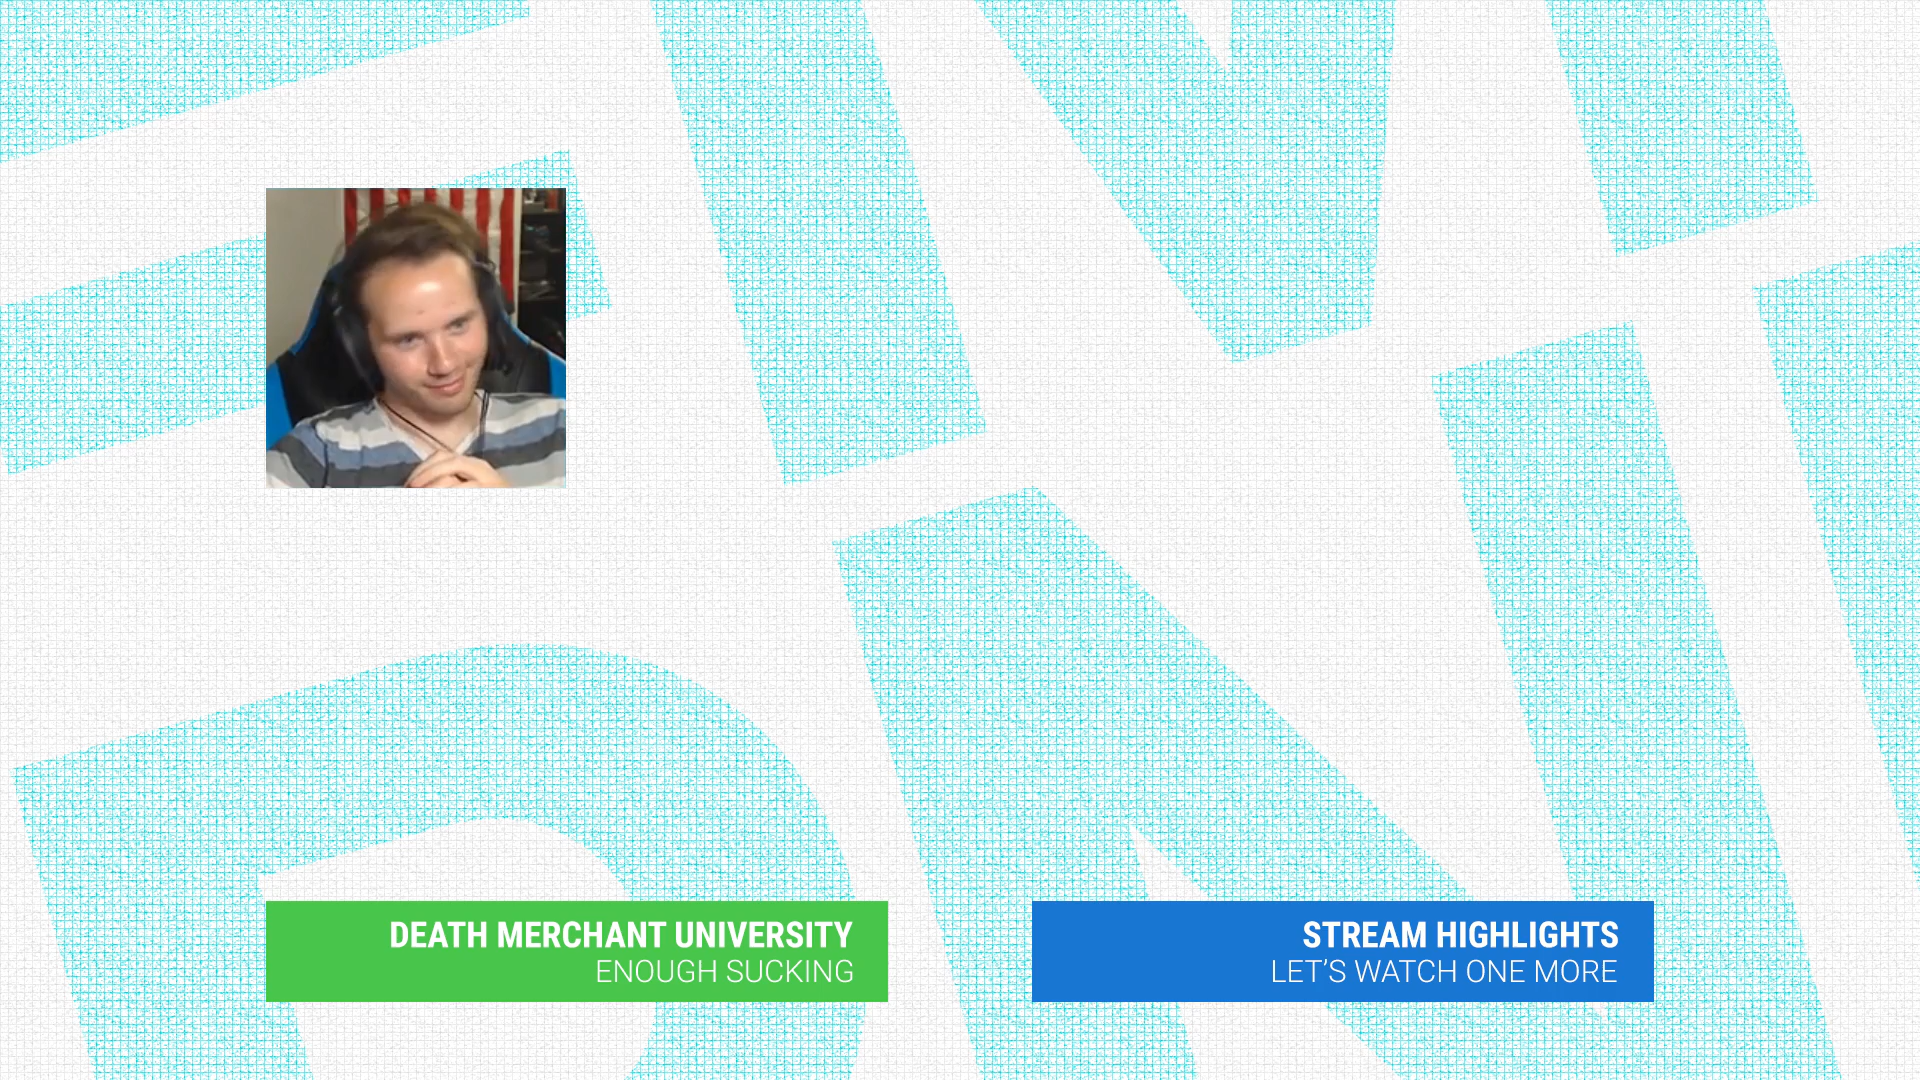 DEATH MERCHANT UNIVERSITY
ENOUGH SUCKING
STREAM HIGHLIGHTS
LET'S WATCH ONE MORE